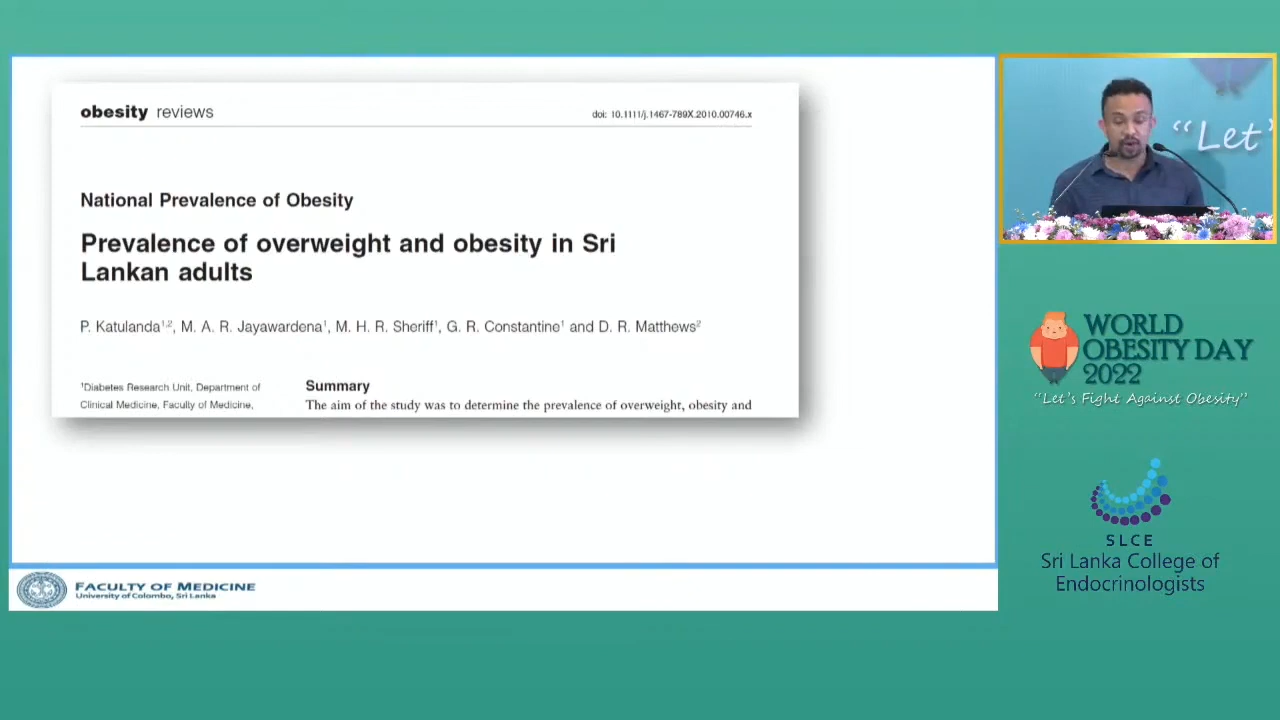 obesity reviews
doi: 10.1111/j.1467-789X.2010.00746.x
National Prevalence of Obesity
Prevalence of overweight and obesity in Sri
Lankan adults
P. Katulanda¹,², M. A. R. Jayawardena¹, M. H. R. Sheriff¹, G. R. Constantine¹ and D. R. Matthews²
¹Diabetes Research Unit, Department of
Clinical Medicine, Faculty of Medicine,
Summary
The aim of the study was to determine the prevalence of overweight, obesity and
FACULTY OF MEDICINE
University of Colombo, Sri Lanka
“Let’
WORLD
OBESITY DAY
2022
“Let’s Fight Against Obesity”
SLCE
Sri Lanka College of
Endocrinologists